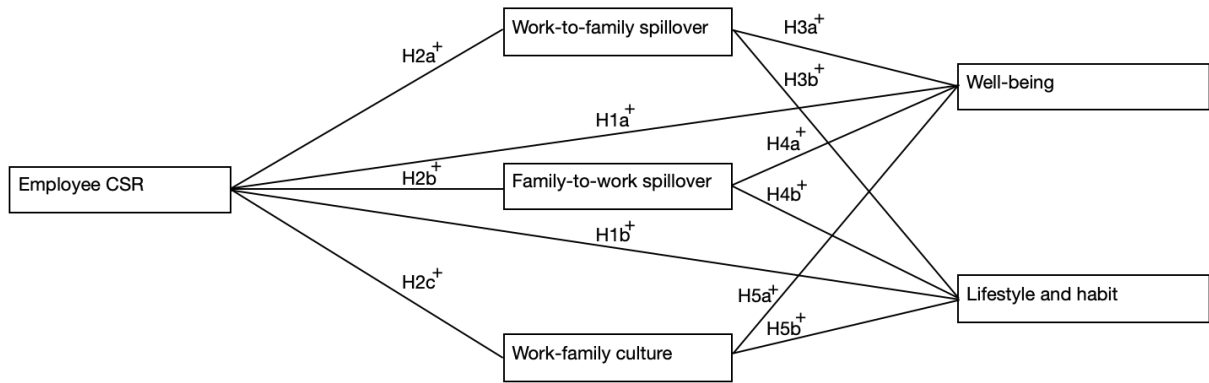 Work-to-family spillover
H3a+
H2a+
H3b+
Well-being
H1a+
H4a+
Employee CSR
H2b+
Family-to-work spillover
H4b+
H1b+
H2c+
H5a+
Lifestyle and habit
H5b+
Work-family culture